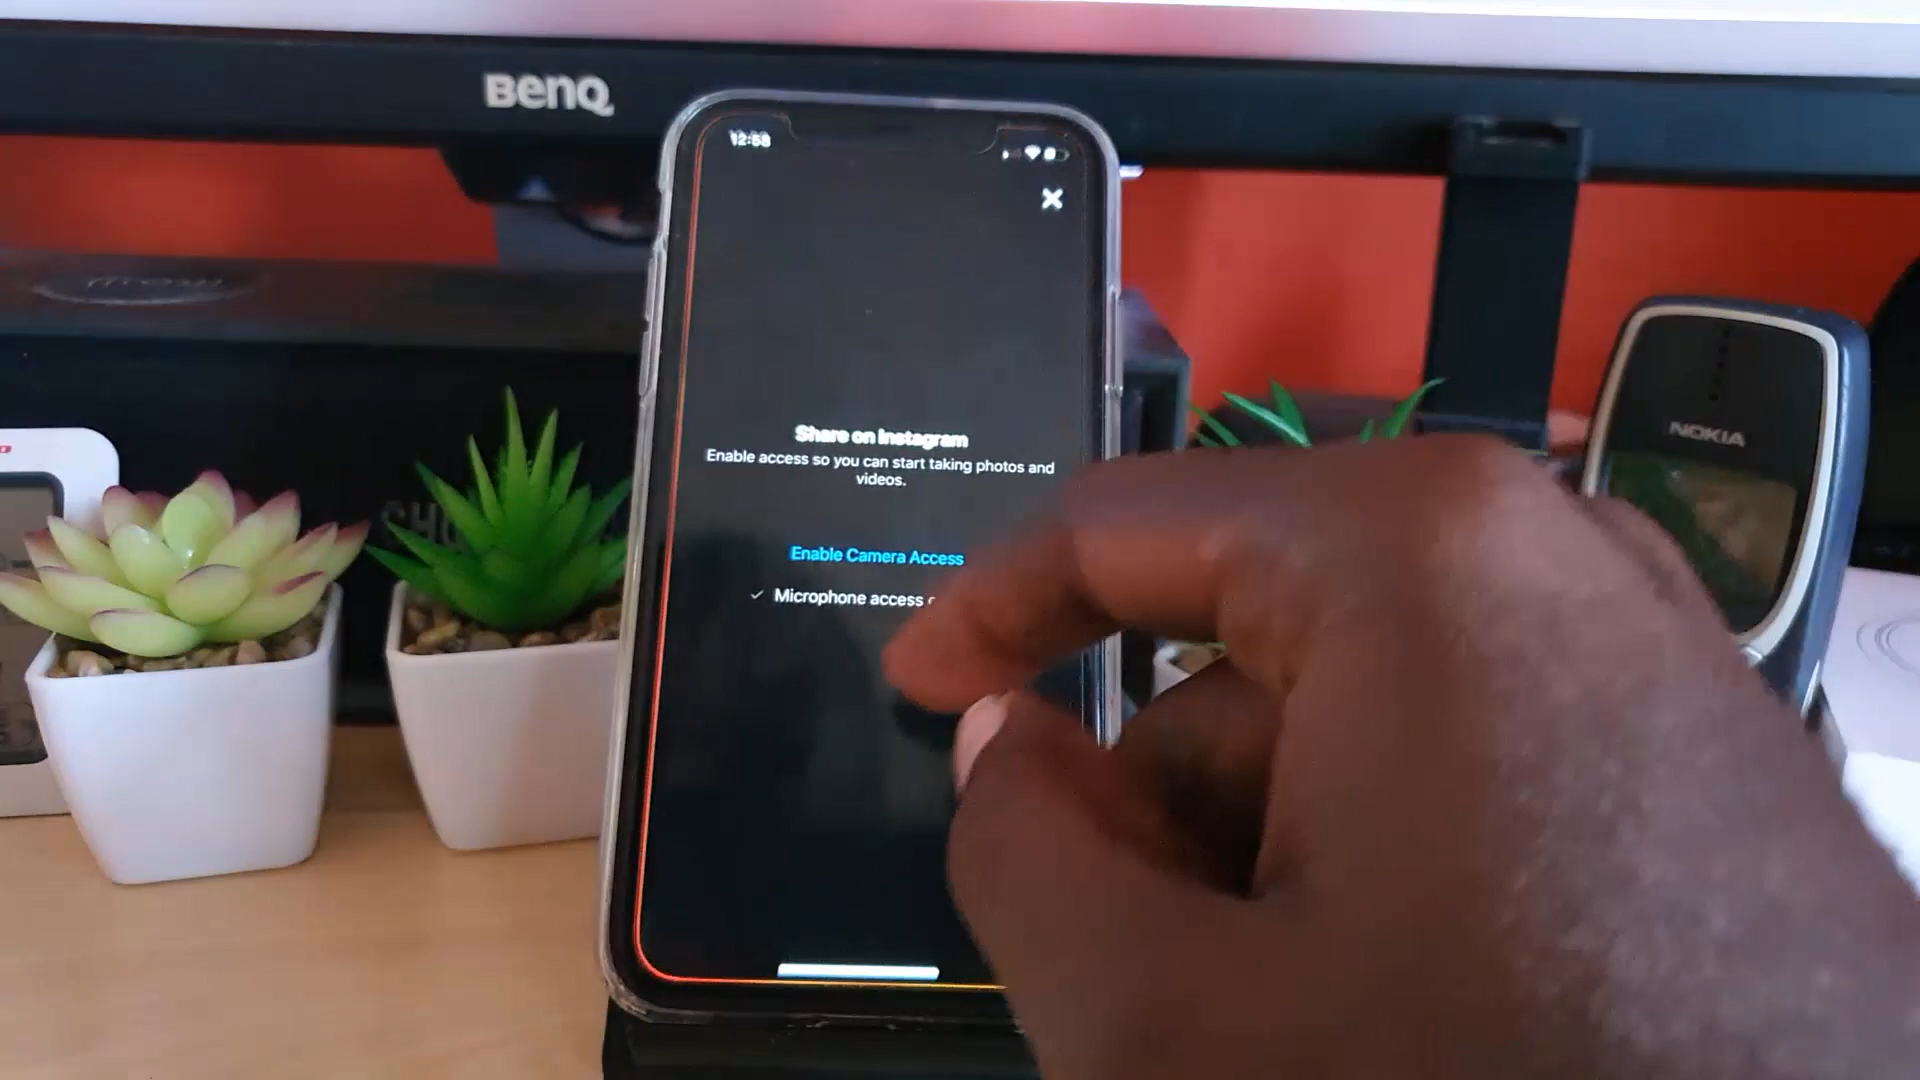 BenQ
12:58
Share on Instagram
Enable access so you can start taking photos and
videos.
Enable Camera Access
Microphone access
NOKIA